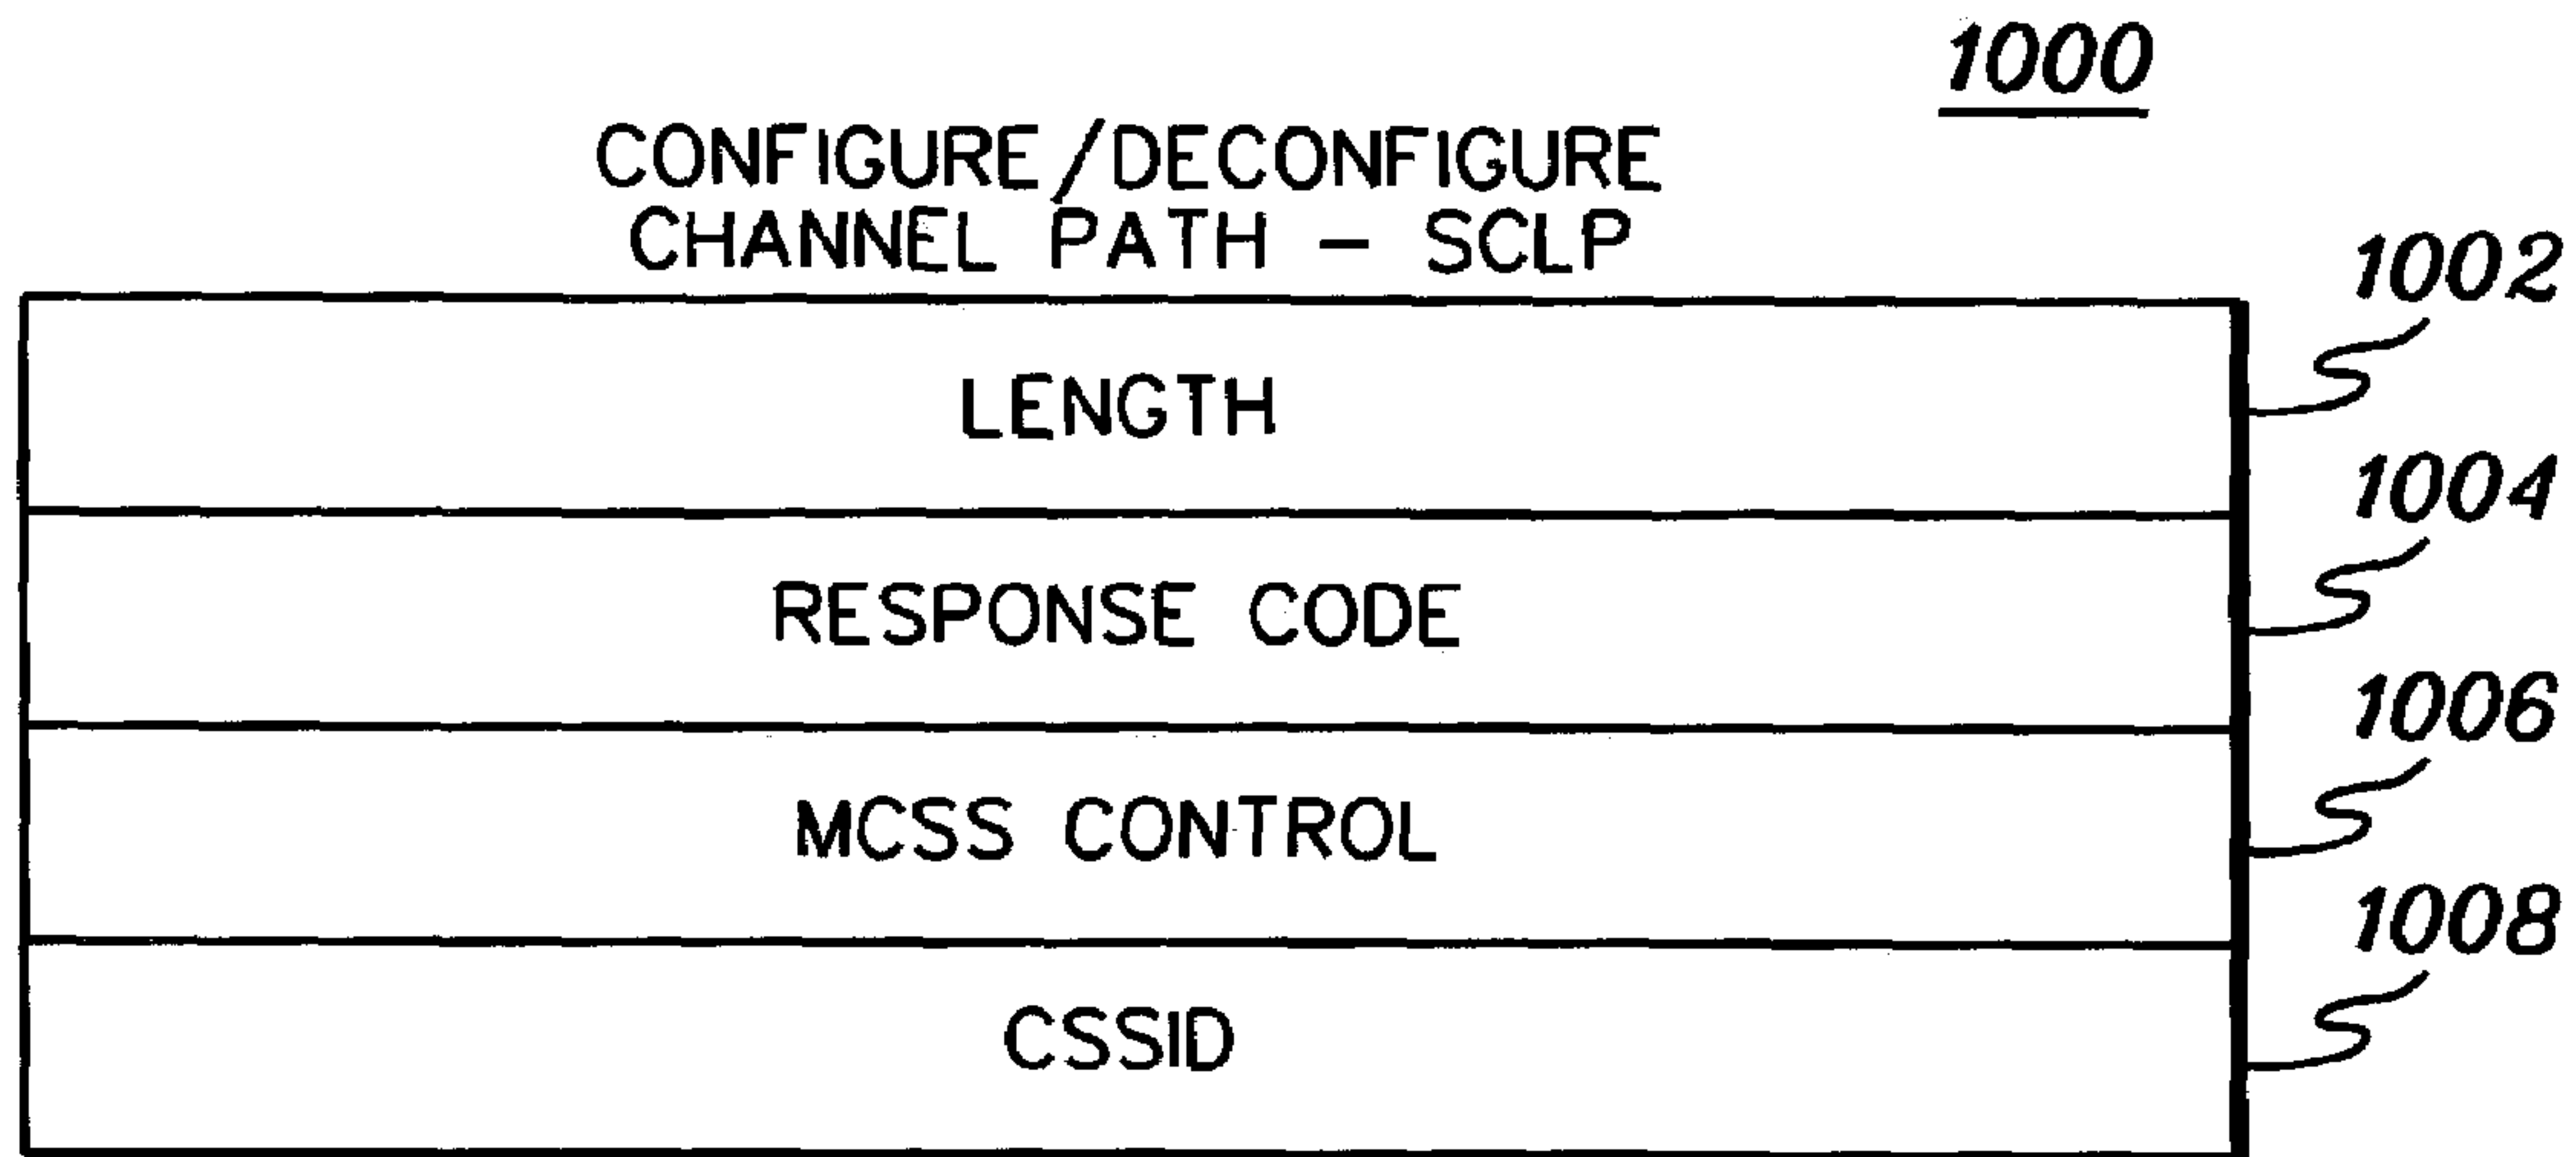 1000
CONFIGURE/DECONFIGURE
CHANNEL PATH – SCLP
1002
LENGTH
1004
RESPONSE CODE
1006
MCSS CONTROL
1008
CSSID